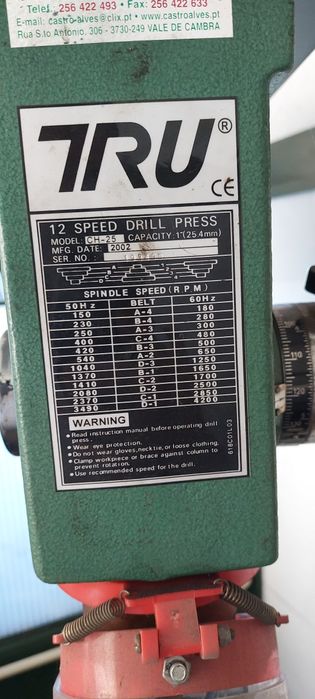 Telef.: 256 422 493 • Fax: 256 422 633
E-mail: castro-alves@clix.pt • www.castroalves.pt
Rua S.to Antonio, 306 - 3730-249 VALE DE CAMBRA
TRU®
CE
12 SPEED DRILL PRESS
MODEL: CH-25 CAPACITY: 1"(25.4mm)
MFG. DATE: 2002
SER NO.:
SPINDLE SPEED (R.P.M.)
50Hz BELT 60Hz
150 A-4 180
230 B-4 280
250 A-3 300
400 C-4 480
420 B-3 500
540 A-2 650
1040 D-3 1250
1370 B-1 1650
1410 C-2 1700
2080 D-2 2500
2370 C-1 2850
3490 D-1 4200
WARNING
• Read instruction manual before operating drill
press.
• Wear eye protection.
• Do not wear gloves, necktie, or loose clothing.
• Clamp workpiece or brace against column to
prevent rotation.
• Use recommended speed for the drill.
618C01L03
110
120